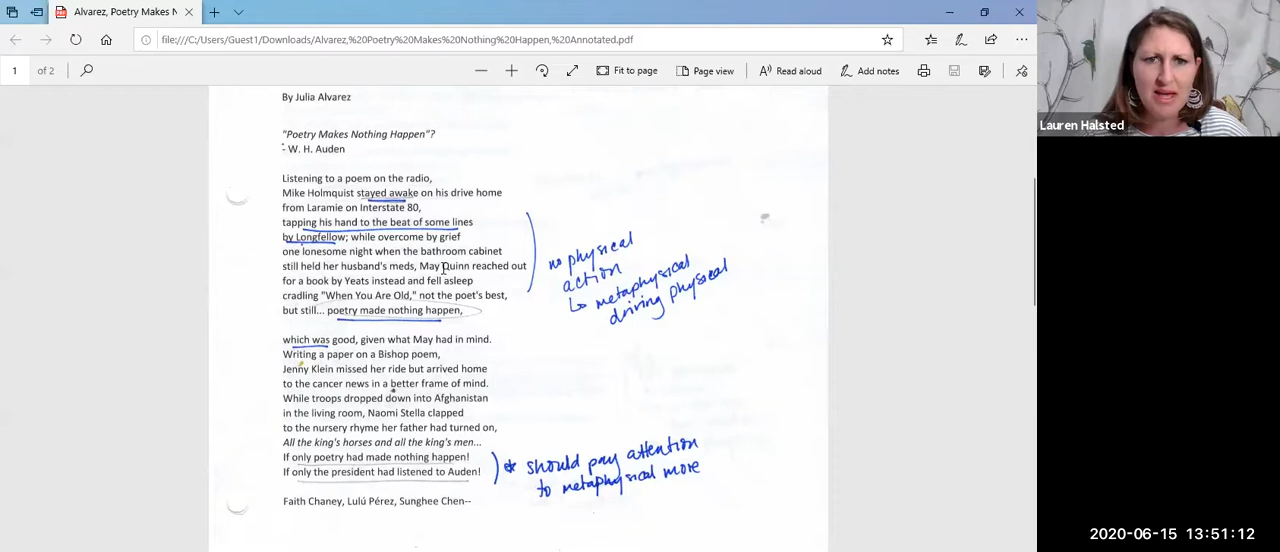 Alvarez, Poetry Makes N
file:///C:/Users/Guest1/Downloads/Alvarez,%20Poetry%20Makes%20Nothing%20Happen,%20Annotated.pdf
1 of 2
Fit to page
Page view
Read aloud
Add notes
By Julia Alvarez
"Poetry Makes Nothing Happen"?
- W. H. Auden
Listening to a poem on the radio,
Mike Holmquist stayed awake on his drive home
from Laramie on Interstate 80,
tapping his hand to the beat of some lines
by Longfellow; while overcome by grief
one lonesome night when the bathroom cabinet
still held her husband's meds, May Quinn reached out
for a book by Yeats instead and fell asleep
cradling "When You Are Old," not the poet's best,
but still... poetry made nothing happen,
no physical
action
↳ metaphysical
driving physical
which was good, given what May had in mind.
Writing a paper on a Bishop poem,
Jenny Klein missed her ride but arrived home
to the cancer news in a better frame of mind.
While troops dropped down into Afghanistan
in the living room, Naomi Stella clapped
to the nursery rhyme her father had turned on,
All the king's horses and all the king's men...
If only poetry had made nothing happen!
If only the president had listened to Auden!
* should pay attention
to metaphysical more
Faith Chaney, Lulú Pérez, Sunghee Chen--
Lauren Halsted
2020-06-15 13:51:12